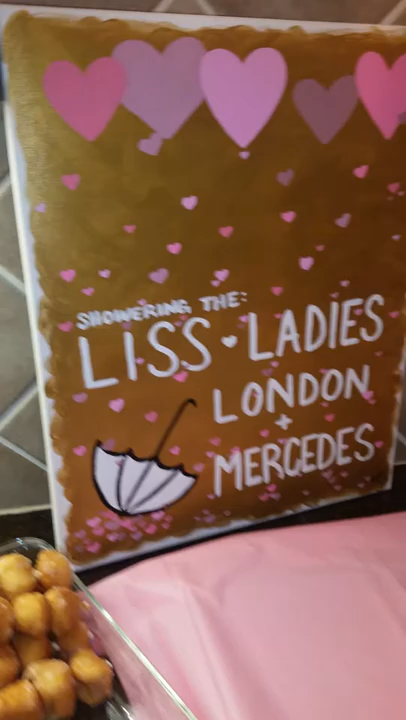 SHOWERING THE:
LISS LADIES
LONDON
+
MERCEDES